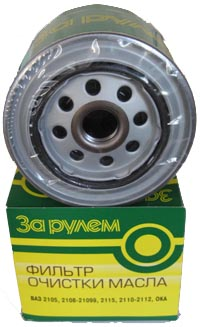 За рулем
ФИЛЬТР
ОЧИСТКИ МАСЛА
ВАЗ 2105, 2108-21099, 2115, 2110-2112, ОКА